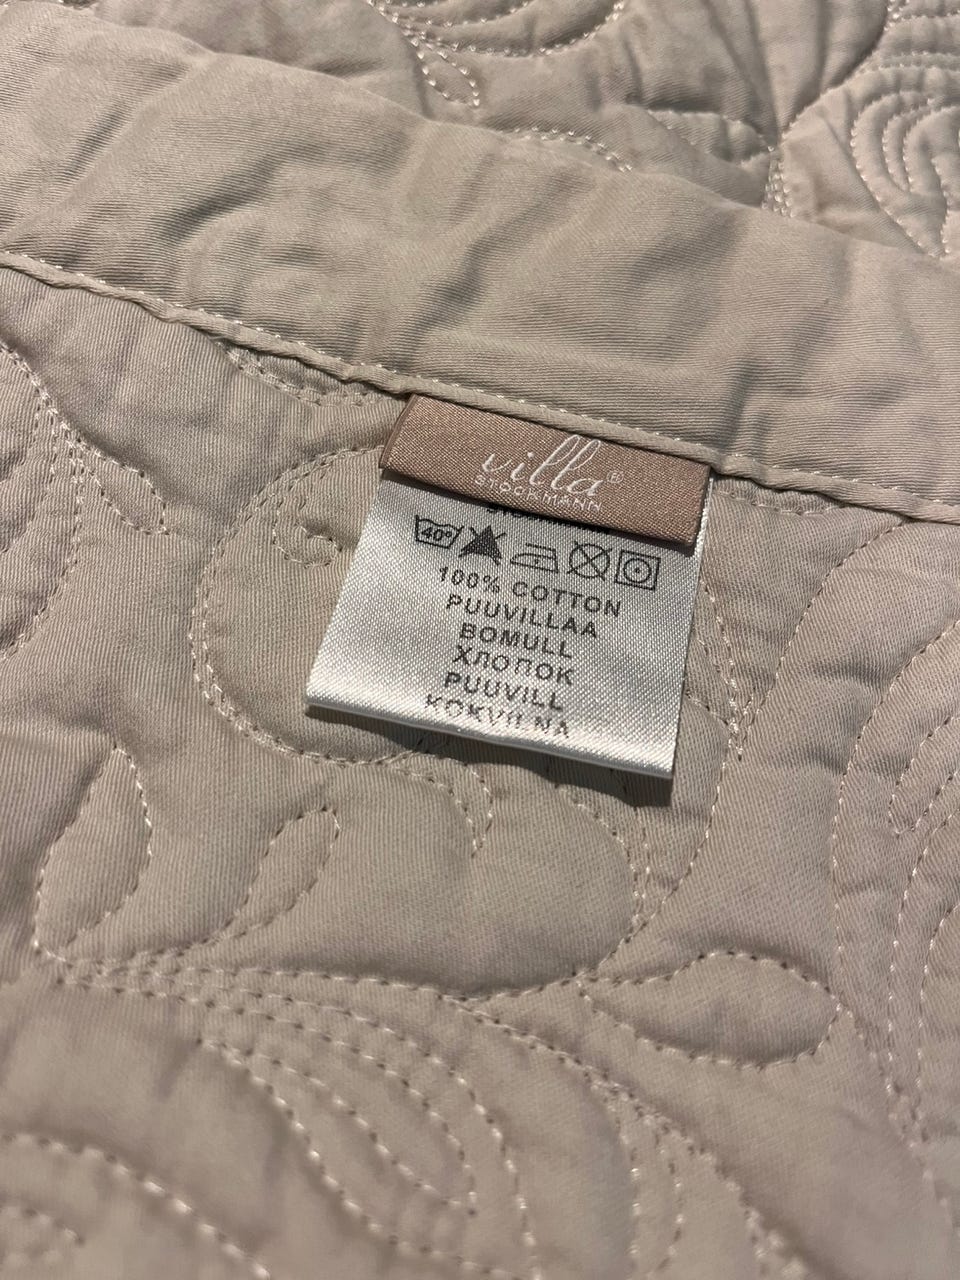 villa®
STOCKMANN
40°
100% COTTON
PUUVILLAA
BOMULL
ХЛОПОК
PUUVILL
KOKVILNA